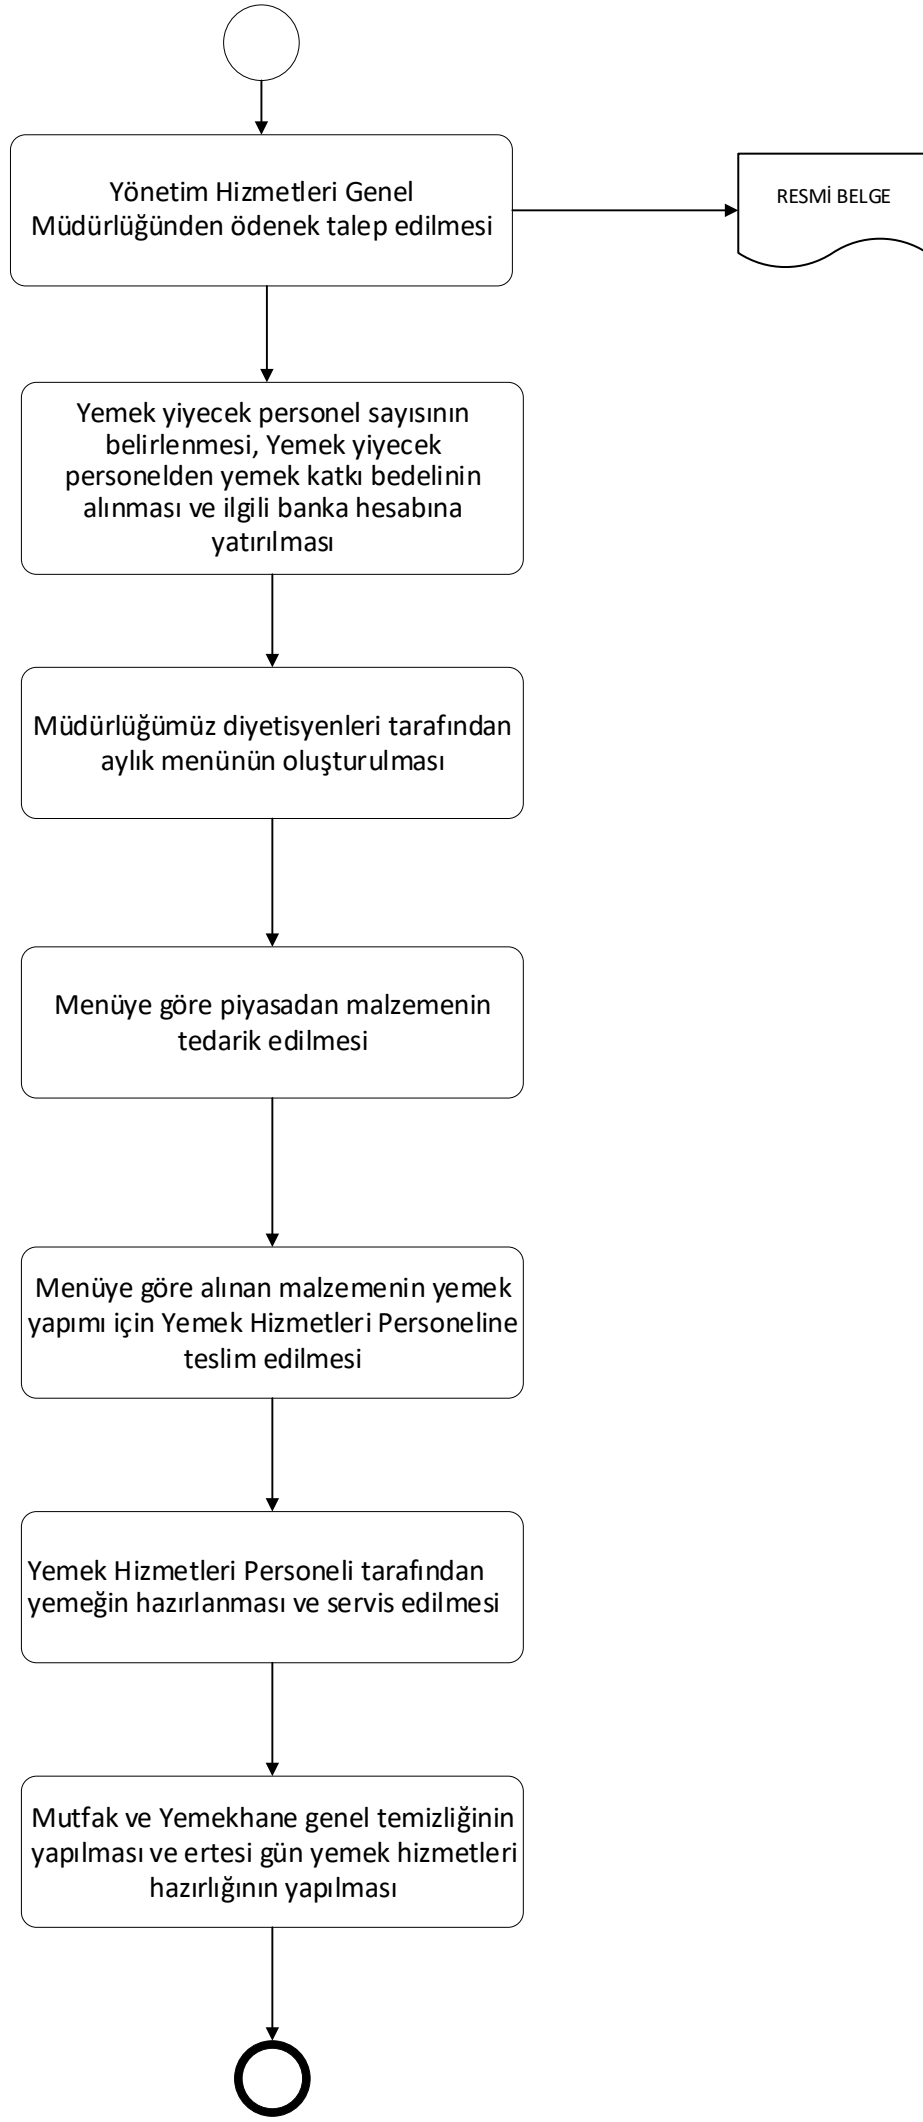 Yönetim Hizmetleri Genel
Müdürlüğünden ödenek talep edilmesi
RESMİ BELGE
Yemek yiyecek personel sayısının
belirlenmesi, Yemek yiyecek
personelden yemek katkı bedelinin
alınması ve ilgili banka hesabına
yatırılması
Müdürlüğümüz diyetisyenleri tarafından
aylık menünün oluşturulması
Menüye göre piyasadan malzemenin
tedarik edilmesi
Menüye göre alınan malzemenin yemek
yapımı için Yemek Hizmetleri Personeline
teslim edilmesi
Yemek Hizmetleri Personeli tarafından
yemeğin hazırlanması ve servis edilmesi
Mutfak ve Yemekhane genel temizliğinin
yapılması ve ertesi gün yemek hizmetleri
hazırlığının yapılması